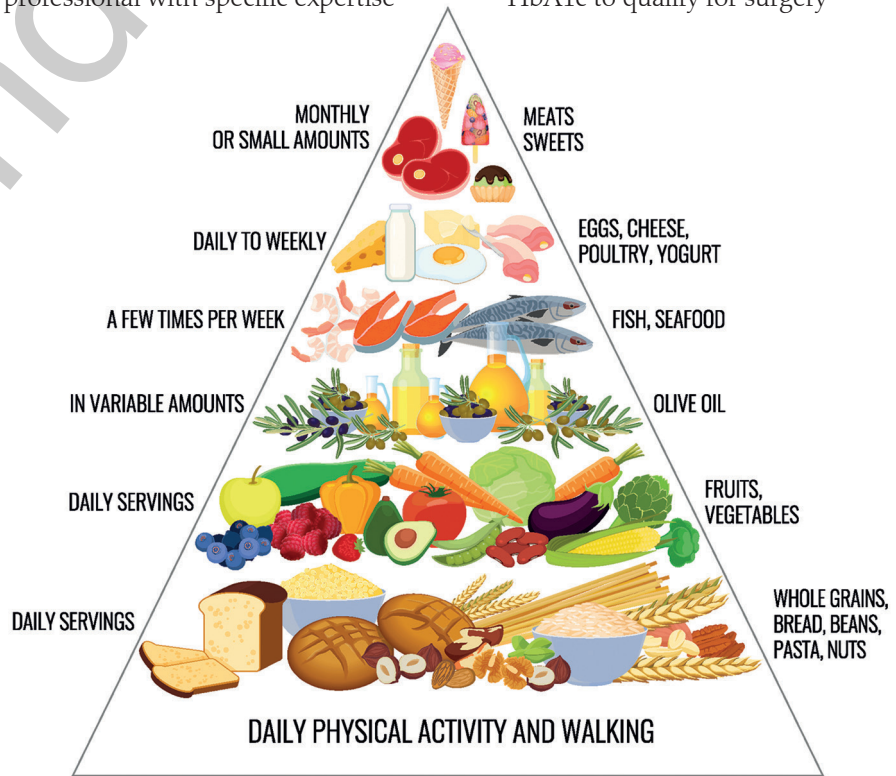 professional with specific expertise
HbA1c to qualify for surgery
MONTHLY
OR SMALL AMOUNTS
MEATS
SWEETS
DAILY TO WEEKLY
EGGS, CHEESE,
POULTRY, YOGURT
A FEW TIMES PER WEEK
FISH, SEAFOOD
IN VARIABLE AMOUNTS
OLIVE OIL
DAILY SERVINGS
FRUITS,
VEGETABLES
DAILY SERVINGS
WHOLE GRAINS,
BREAD, BEANS,
PASTA, NUTS
DAILY PHYSICAL ACTIVITY AND WALKING